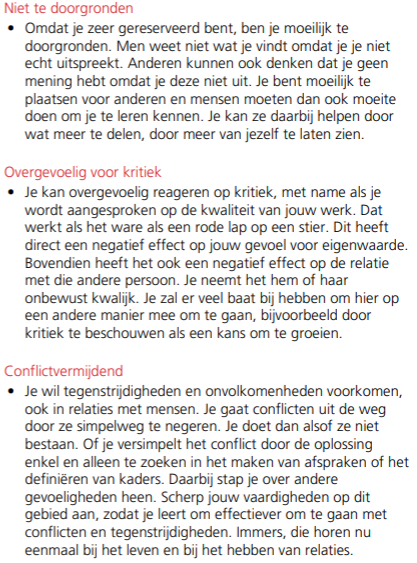 Niet te doorgronden
• Omdat je zeer gereserveerd bent, ben je moeilijk te
doorgronden. Men weet niet wat je vindt omdat je je niet
echt uitspreekt. Anderen kunnen ook denken dat je geen
mening hebt omdat je deze niet uit. Je bent moeilijk te
plaatsen voor anderen en mensen moeten dan ook moeite
doen om je te leren kennen. Je kan ze daarbij helpen door
wat meer te delen, door meer van jezelf te laten zien.
Overgevoelig voor kritiek
• Je kan overgevoelig reageren op kritiek, met name als je
wordt aangesproken op de kwaliteit van jouw werk. Dat
werkt als het ware als een rode lap op een stier. Dit heeft
direct een negatief effect op jouw gevoel voor eigenwaarde.
Bovendien heeft het ook een negatief effect op de relatie
met die andere persoon. Je neemt het hem of haar
onbewust kwalijk. Je zal er veel baat bij hebben om hier op
een andere manier mee om te gaan, bijvoorbeeld door
kritiek te beschouwen als een kans om te groeien.
Conflictvermijdend
• Je wil tegenstrijdigheden en onvolkomenheden voorkomen,
ook in relaties met mensen. Je gaat conflicten uit de weg
door ze simpelweg te negeren. Je doet dan alsof ze niet
bestaan. Of je versimpelt het conflict door de oplossing
enkel en alleen te zoeken in het maken van afspraken of het
definiëren van kaders. Daarbij stap je over andere
gevoeligheden heen. Scherp jouw vaardigheden op dit
gebied aan, zodat je leert om effectiever om te gaan met
conflicten en tegenstrijdigheden. Immers, die horen nu
eenmaal bij het leven en bij het hebben van relaties.